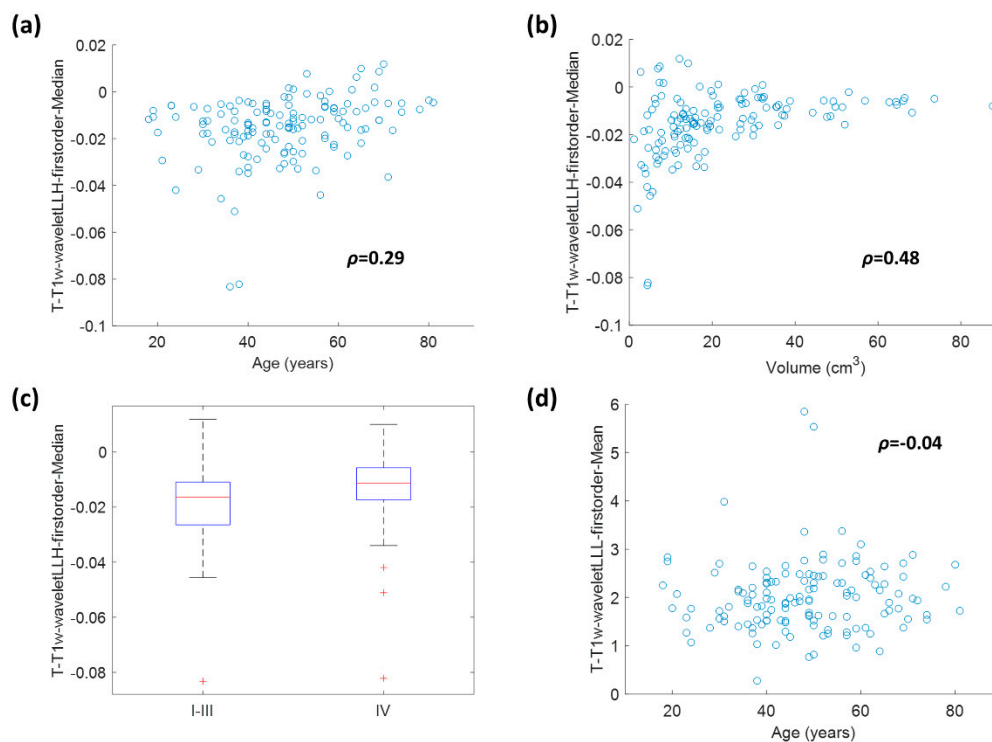 (a)
T-T1w-waveletLLH-firstorder-Median
0.02
0
-0.02
-0.04
-0.06
-0.08
-0.1
ρ=0.29
20
40
60
80
Age (years)
(b)
T-T1w-waveletLLH-firstorder-Median
0.02
0
-0.02
-0.04
-0.06
-0.08
-0.1
ρ=0.48
0
20
40
60
80
Volume (cm³)
(c)
T-T1w-waveletLLH-firstorder-Median
0
-0.02
-0.04
-0.06
-0.08
I-III
IV
(d)
T-T1w-waveletLLL-firstorder-Mean
6
5
4
3
2
1
0
ρ=-0.04
20
40
60
80
Age (years)